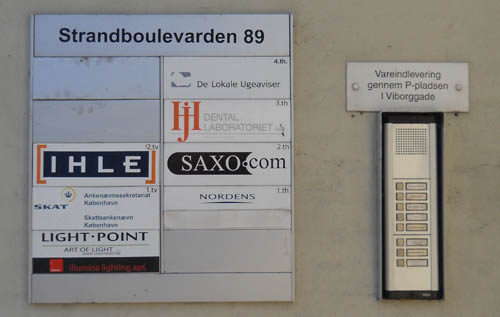 Strandboulevarden 89
4.th.
De Lokale Ugeaviser
3.th
HJH
DENTAL
LABORATORIET
2.tv
IHLE
2.th
SAXO.com
1.tv
SKAT
Ankenævnssekretariat
København
Skatteankenævn
København
1.th
NORDENS
LIGHT·POINT
ART OF LIGHT
illumina lighting aps
Vareindlevering
gennem P-pladsen
I Viborggade